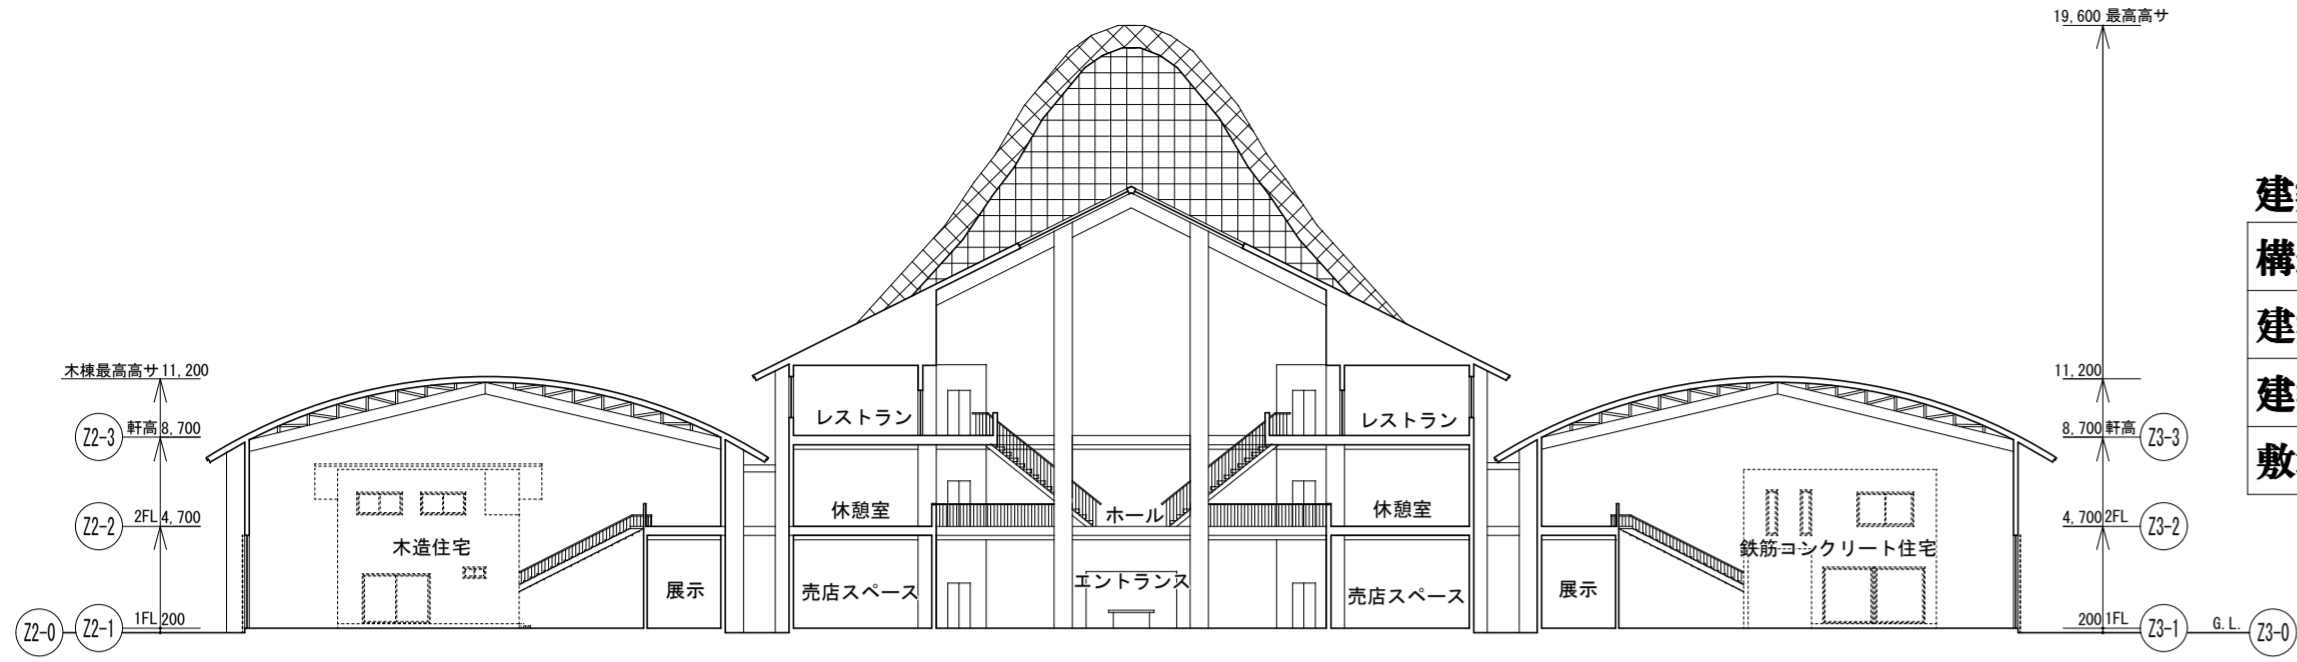 19,600 最高高サ
木棟最高高サ 11,200
Z2-3 軒高 8,700
Z2-2 2FL 4,700
Z2-0 Z2-1 1FL 200
レストラン レストラン
休憩室 ホール 休憩室
木造住宅 鉄筋コンクリート住宅
展示 売店スペース エントランス 売店スペース 展示
11,200
8,700 軒高 Z3-3
4,700 2FL Z3-2
200 1FL Z3-1 G.L. Z3-0
建
構
建
建
敷